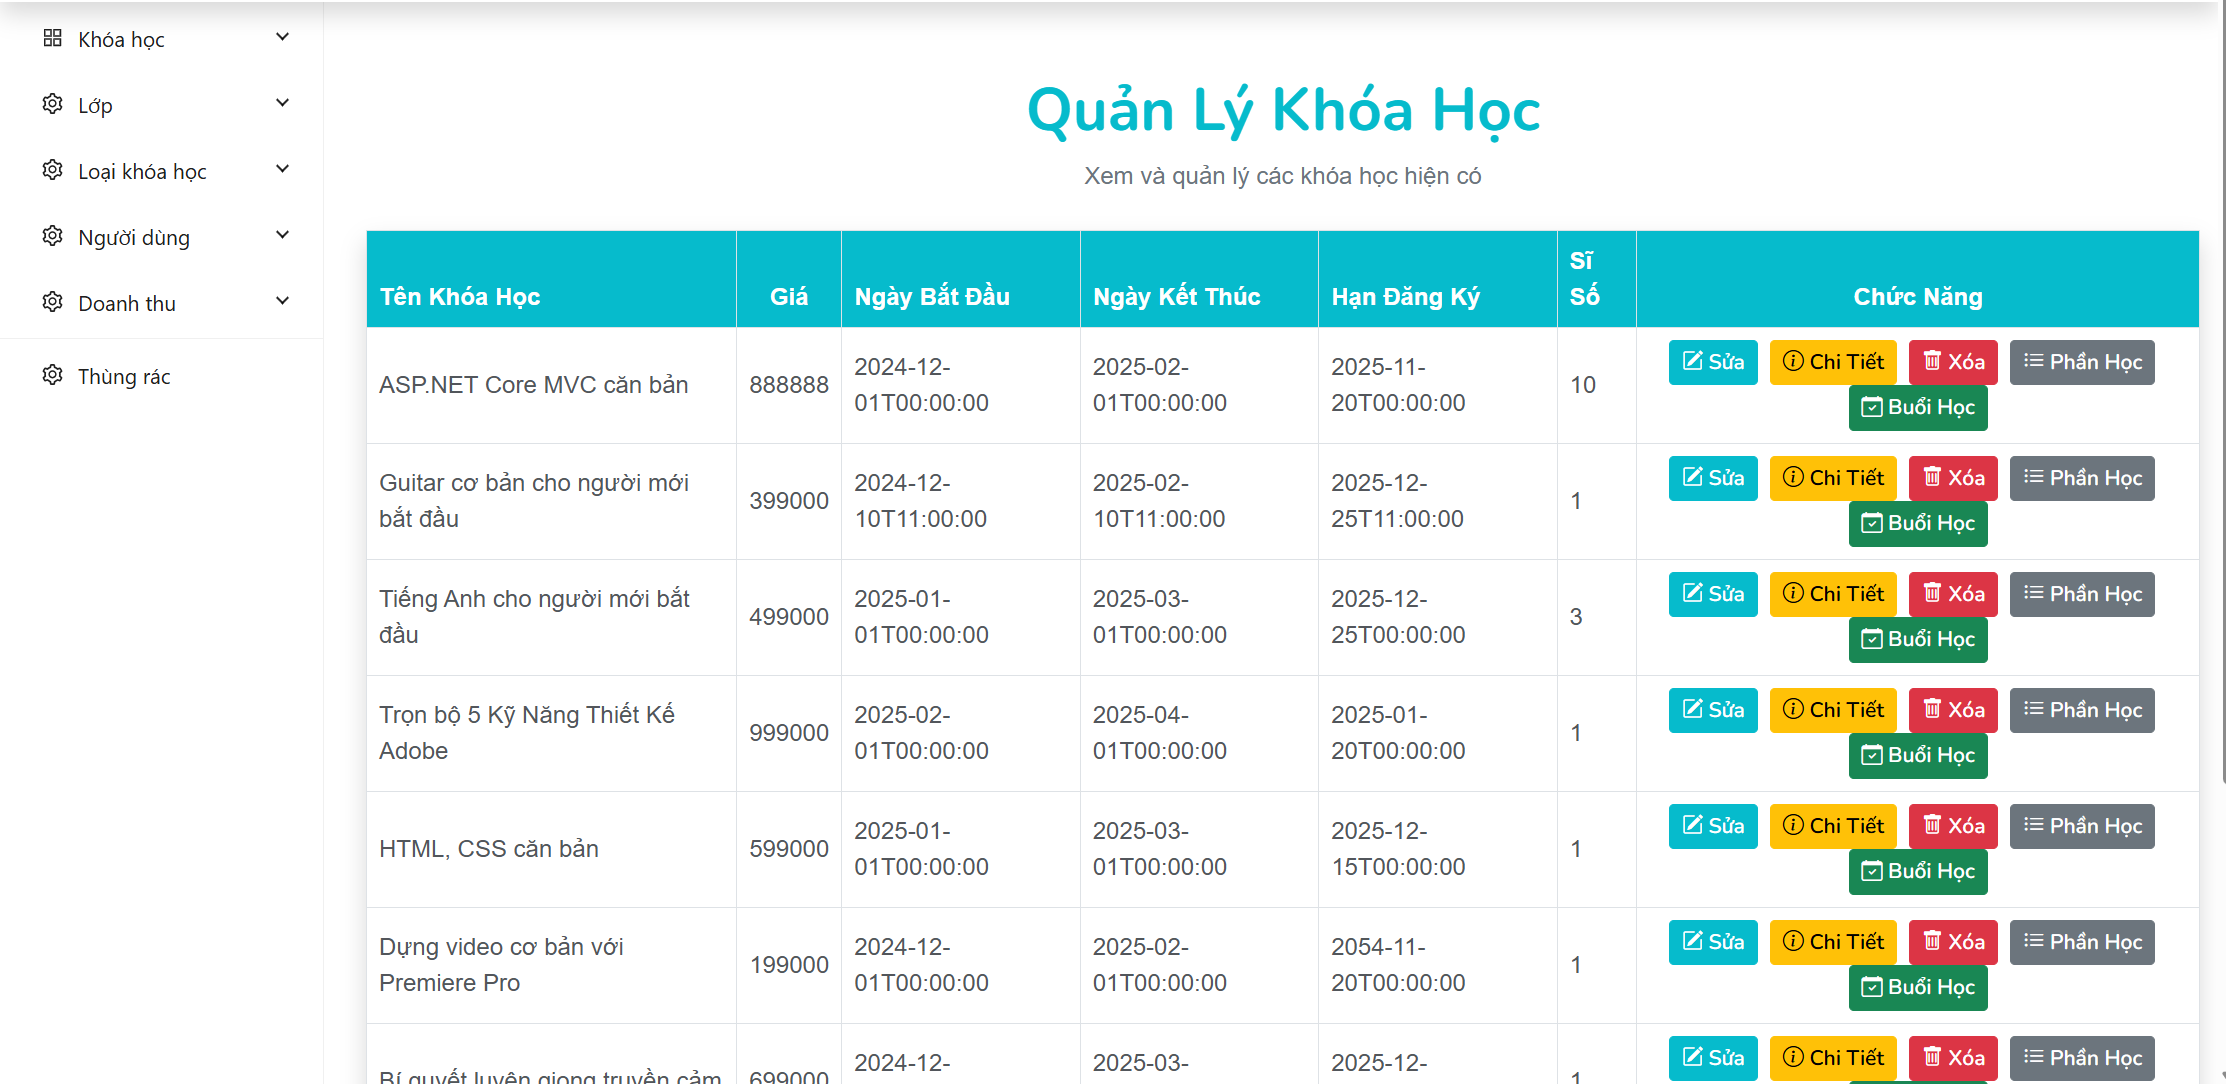 Khóa học
Lớp
Loại khóa học
Người dùng
Doanh thu
Thùng rác
Quản Lý Khóa Học
Xem và quản lý các khóa học hiện có
Tên Khóa Học Giá Ngày Bắt Đầu Ngày Kết Thúc Hạn Đăng Ký Sĩ Số Chức Năng
ASP.NET Core MVC căn bản 888888 2024-12-01T00:00:00 2025-02-01T00:00:00 2025-11-20T00:00:00 10 Sửa Chi Tiết Xóa Phần Học Buổi Học
Guitar cơ bản cho người mới bắt đầu 399000 2024-12-10T11:00:00 2025-02-10T11:00:00 2025-12-25T11:00:00 1 Sửa Chi Tiết Xóa Phần Học Buổi Học
Tiếng Anh cho người mới bắt đầu 499000 2025-01-01T00:00:00 2025-03-01T00:00:00 2025-12-25T00:00:00 3 Sửa Chi Tiết Xóa Phần Học Buổi Học
Trọn bộ 5 Kỹ Năng Thiết Kế Adobe 999000 2025-02-01T00:00:00 2025-04-01T00:00:00 2025-01-20T00:00:00 1 Sửa Chi Tiết Xóa Phần Học Buổi Học
HTML, CSS căn bản 599000 2025-01-01T00:00:00 2025-03-01T00:00:00 2025-12-15T00:00:00 1 Sửa Chi Tiết Xóa Phần Học Buổi Học
Dựng video cơ bản với Premiere Pro 199000 2024-12-01T00:00:00 2025-02-01T00:00:00 2054-11-20T00:00:00 1 Sửa Chi Tiết Xóa Phần Học Buổi Học
Bí quyết luyện giọng truyền cảm 699000 2024-12- 2025-03- 2025-12- 1 Sửa Chi Tiết Xóa Phần Học